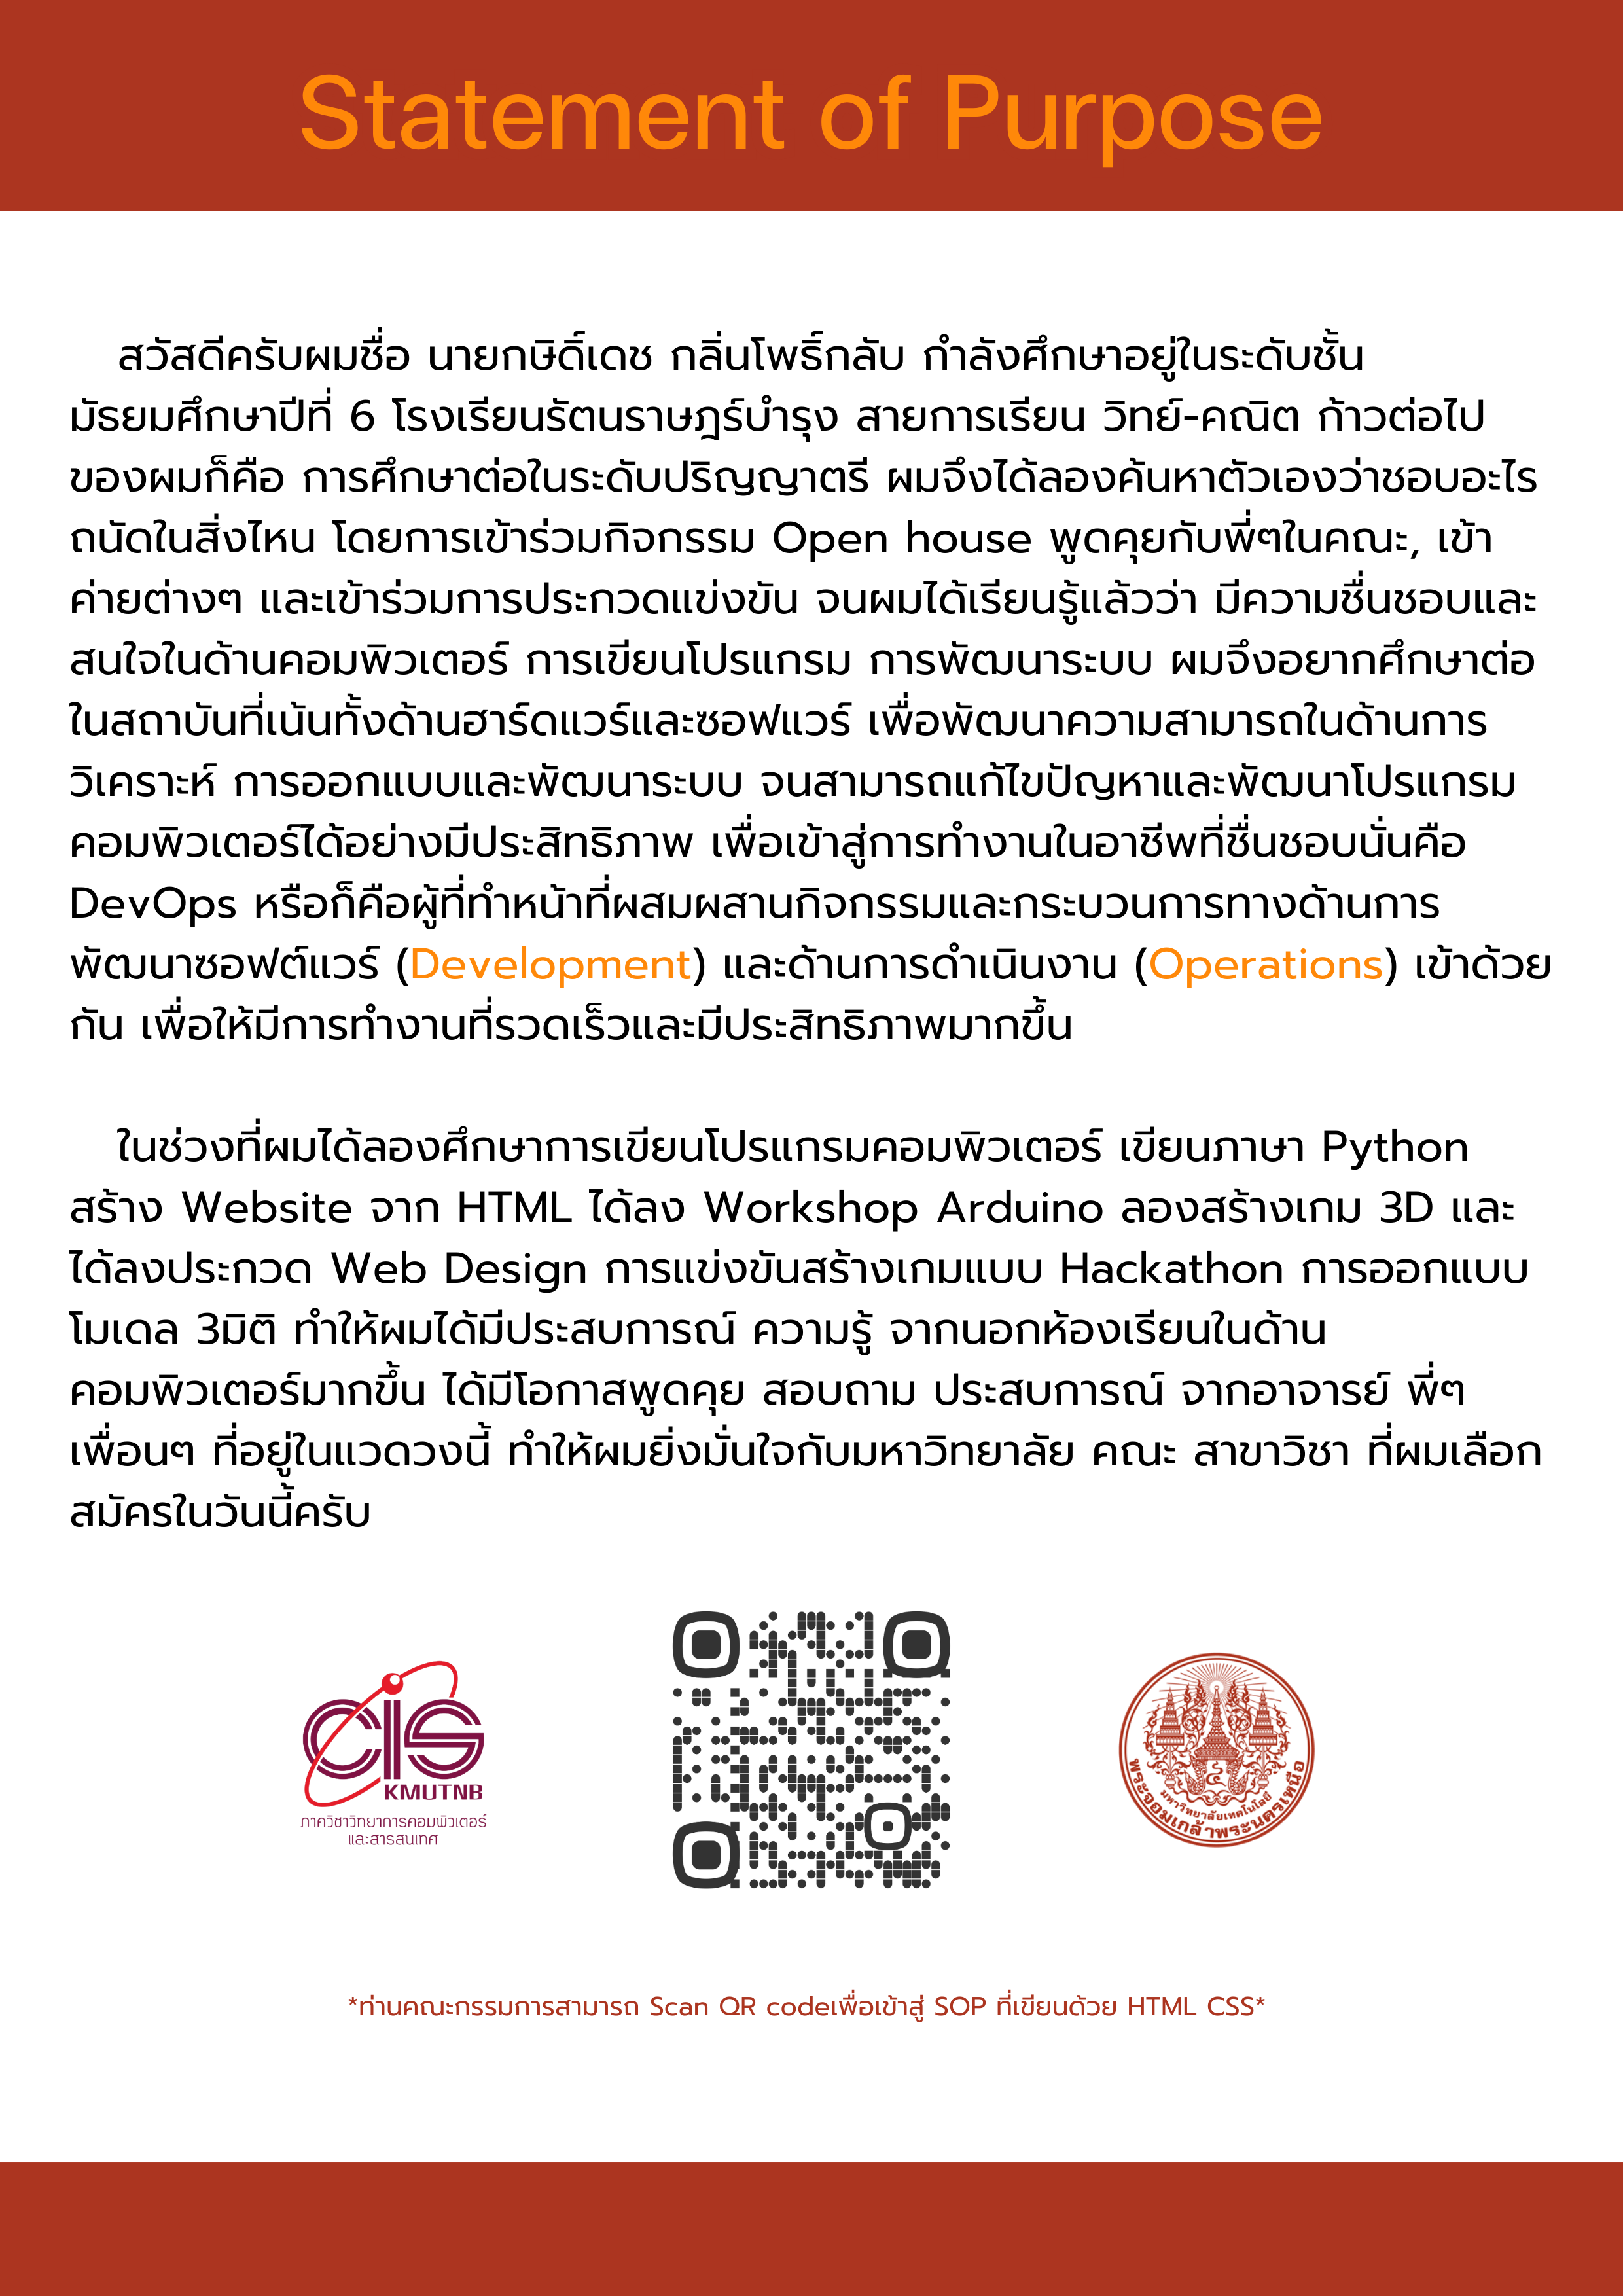 Statement of Purpose
สวัสดีครับผมชื่อ นายกษิดิ์เดช กลิ่นโพธิ์กลับ กำลังศึกษาอยู่ในระดับชั้น
มัธยมศึกษาปีที่ 6 โรงเรียนรัตนราษฎร์บำรุง สายการเรียน วิทย์-คณิต ก้าวต่อไป
ของผมก็คือ การศึกษาต่อในระดับปริญญาตรี ผมจึงได้ลองค้นหาตัวเองว่าชอบอะไร
ถนัดในสิ่งไหน โดยการเข้าร่วมกิจกรรม Open house พูดคุยกับพี่ๆในคณะ, เข้า
ค่ายต่างๆ และเข้าร่วมการประกวดแข่งขัน จนผมได้เรียนรู้แล้วว่า มีความชื่นชอบและ
สนใจในด้านคอมพิวเตอร์ การเขียนโปรแกรม การพัฒนาระบบ ผมจึงอยากศึกษาต่อ
ในสถาบันที่เน้นทั้งด้านฮาร์ดแวร์และซอฟแวร์ เพื่อพัฒนาความสามารถในด้านการ
วิเคราะห์ การออกแบบและพัฒนาระบบ จนสามารถแก้ไขปัญหาและพัฒนาโปรแกรม
คอมพิวเตอร์ได้อย่างมีประสิทธิภาพ เพื่อเข้าสู่การทำงานในอาชีพที่ชื่นชอบนั่นคือ
DevOps หรือก็คือผู้ที่ทำหน้าที่ผสมผสานกิจกรรมและกระบวนการทางด้านการ
พัฒนาซอฟต์แวร์ (Development) และด้านการดำเนินงาน (Operations) เข้าด้วย
กัน เพื่อให้มีการทำงานที่รวดเร็วและมีประสิทธิภาพมากขึ้น
ในช่วงที่ผมได้ลองศึกษาการเขียนโปรแกรมคอมพิวเตอร์ เขียนภาษา Python
สร้าง Website จาก HTML ได้ลง Workshop Arduino ลองสร้างเกม 3D และ
ได้ลงประกวด Web Design การแข่งขันสร้างเกมแบบ Hackathon การออกแบบ
โมเดล 3มิติ ทำให้ผมได้มีประสบการณ์ ความรู้ จากนอกห้องเรียนในด้าน
คอมพิวเตอร์มากขึ้น ได้มีโอกาสพูดคุย สอบถาม ประสบการณ์ จากอาจารย์ พี่ๆ
เพื่อนๆ ที่อยู่ในแวดวงนี้ ทำให้ผมยิ่งมั่นใจกับมหาวิทยาลัย คณะ สาขาวิชา ที่ผมเลือก
สมัครในวันนี้ครับ
CIS
KMUTNB
ภาควิชาวิทยาการคอมพิวเตอร์
และสารสนเทศ
มหาวิทยาลัยเทคโนโลยี
พระจอมเกล้าพระนครเหนือ
*ท่านคณะกรรมการสามารถ Scan QR codeเพื่อเข้าสู่ SOP ที่เขียนด้วย HTML CSS*